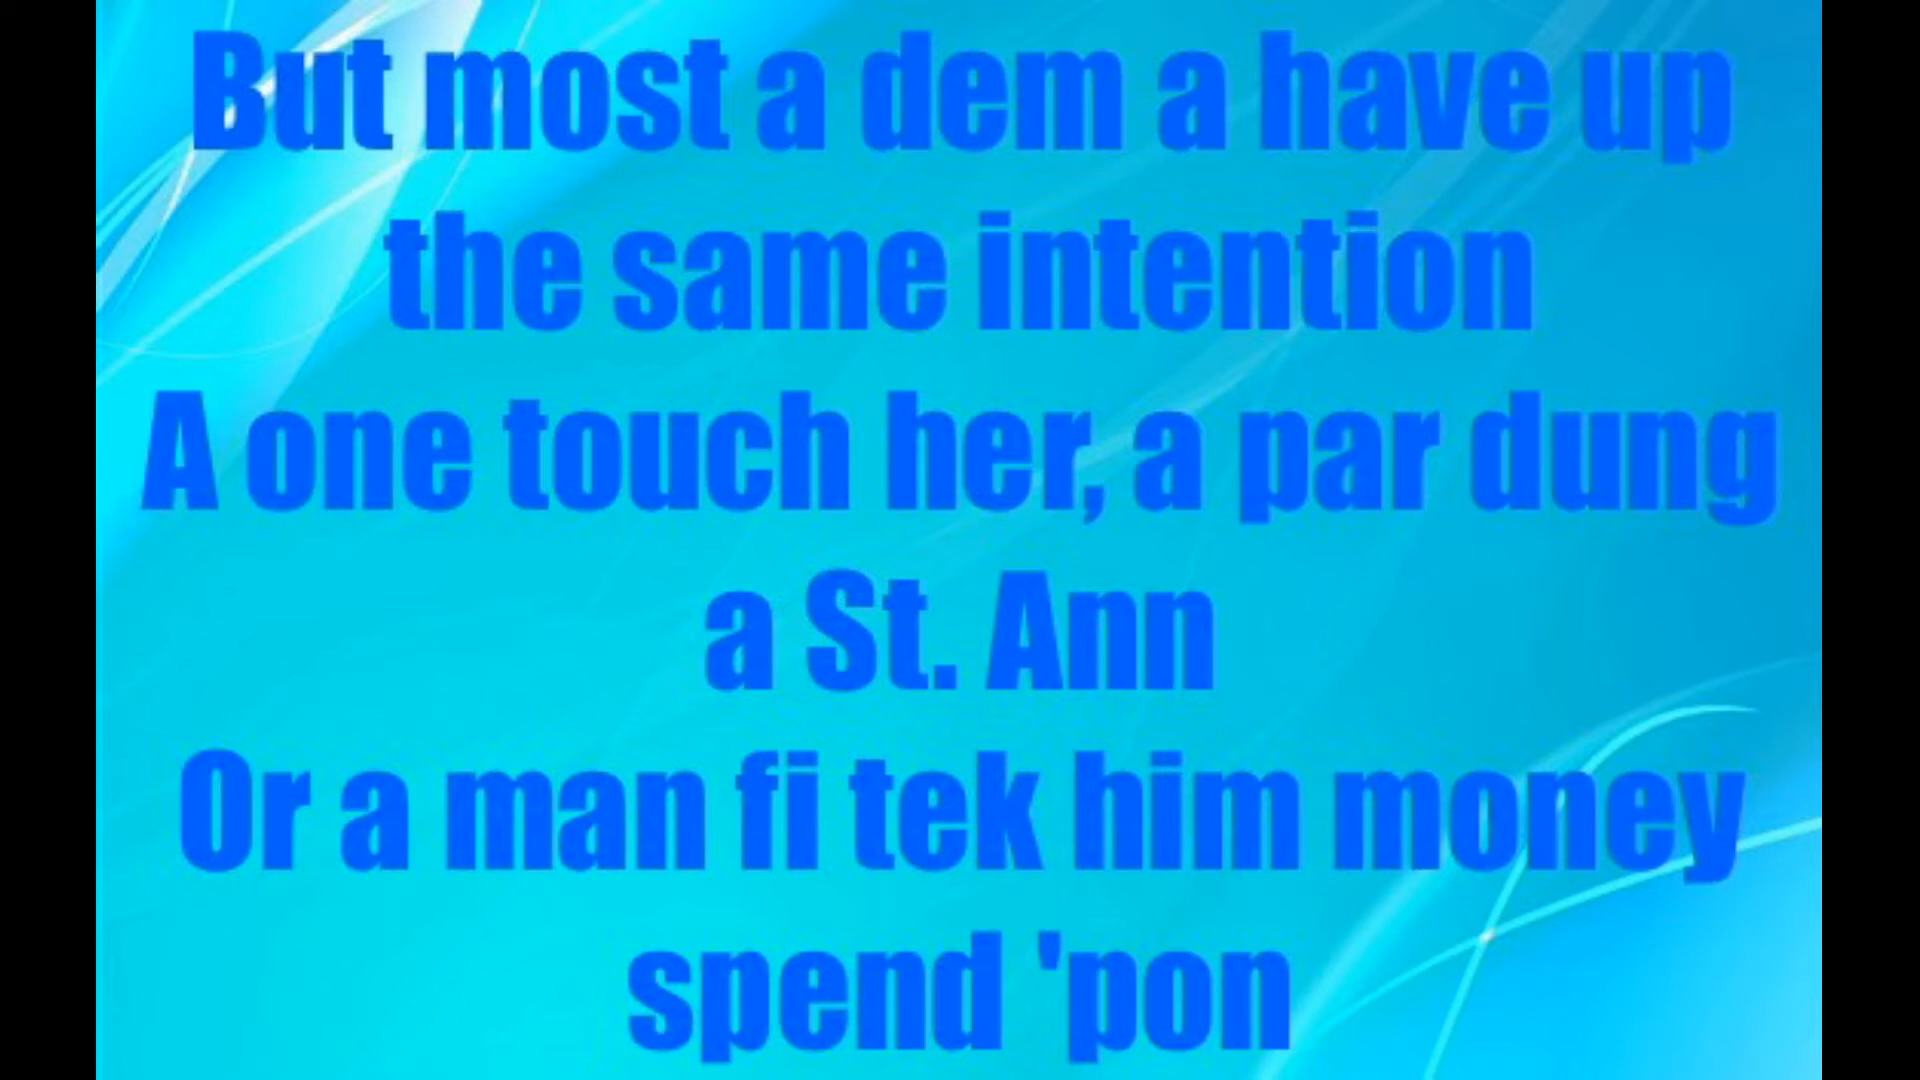 But most a dem a have up
the same intention
A one touch her, a par dung
a St. Ann
Or a man fi tek him money
spend 'pon